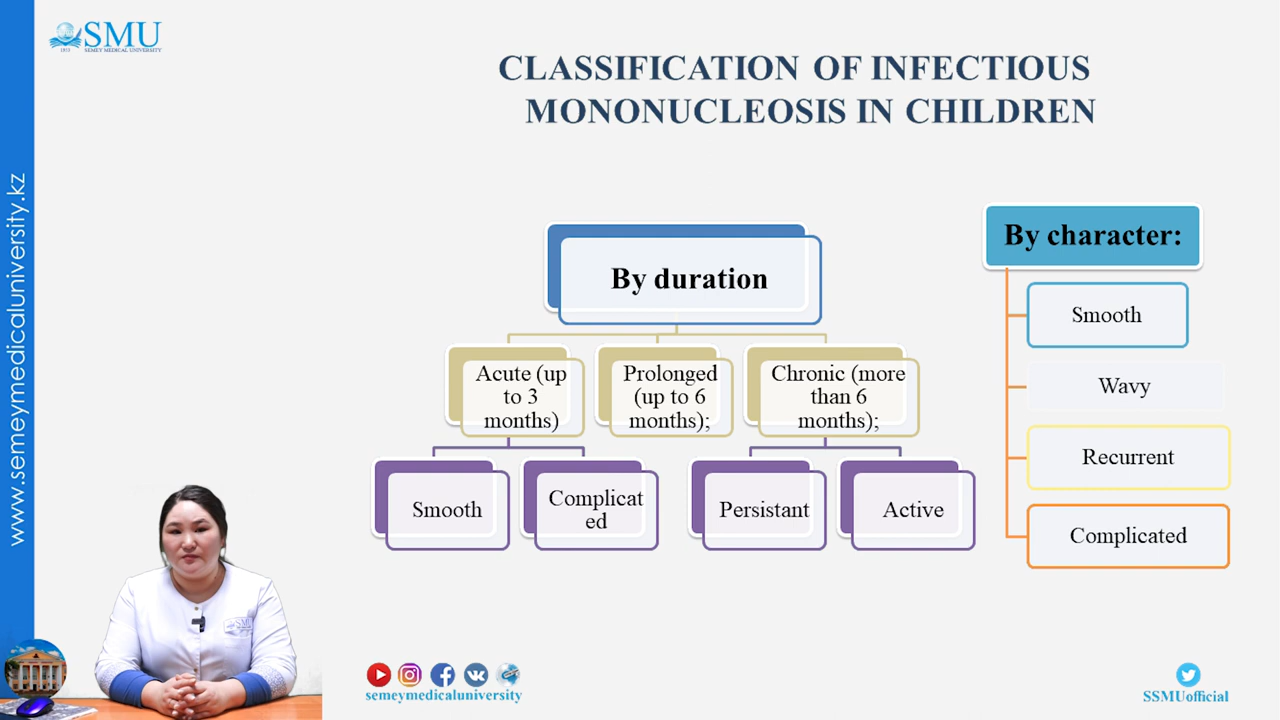 SMU
1953
SEMEY MEDICAL UNIVERSITY
www.semeymedicaluniversity.kz
CLASSIFICATION OF INFECTIOUS
MONONUCLEOSIS IN CHILDREN
By duration
Acute (up
to 3
months)
Prolonged
(up to 6
months);
Chronic (more
than 6
months);
Smooth
Complicat
ed
Persistant
Active
By character:
Smooth
Wavy
Recurrent
Complicated
SMU
semeymedicaluniversity
SSMUofficial